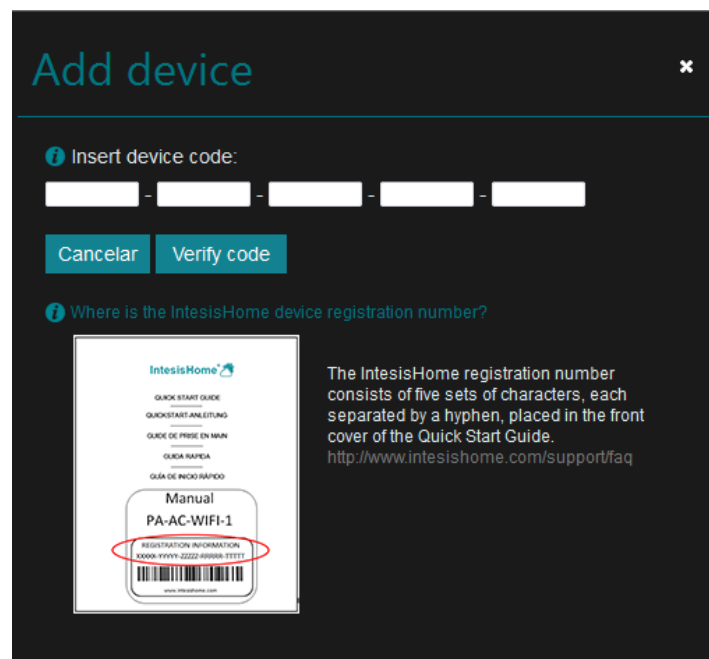 Add device
Insert device code:
- - - -
Cancelar Verify code
Where is the IntesisHome device registration number?
IntesisHome
QUICK START GUIDE
QUICKSTART-ANLEITUNG
GUIDE DE PRISE EN MAIN
GUIDA RAPIDA
GUÍA DE INICIO RÁPIDO
Manual
PA-AC-WIFI-1
REGISTRATION INFORMATION
XXXXX-YYYYY-ZZZZZ-RRRRR-TTTTT
www.intesishome.com
The IntesisHome registration number
consists of five sets of characters, each
separated by a hyphen, placed in the front
cover of the Quick Start Guide.
http://www.intesishome.com/support/faq